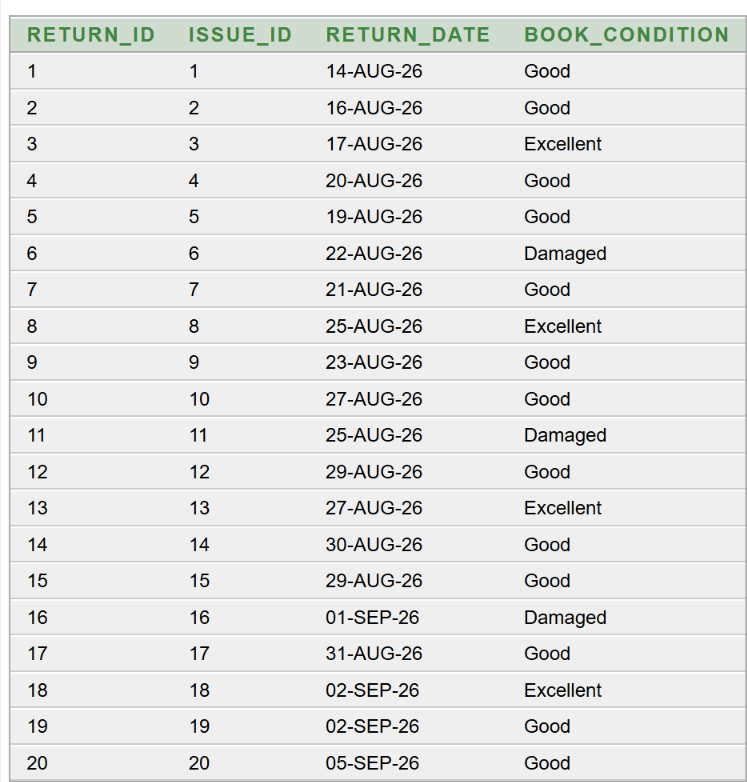 RETURN_ID ISSUE_ID RETURN_DATE BOOK_CONDITION
1 1 14-AUG-26 Good
2 2 16-AUG-26 Good
3 3 17-AUG-26 Excellent
4 4 20-AUG-26 Good
5 5 19-AUG-26 Good
6 6 22-AUG-26 Damaged
7 7 21-AUG-26 Good
8 8 25-AUG-26 Excellent
9 9 23-AUG-26 Good
10 10 27-AUG-26 Good
11 11 25-AUG-26 Damaged
12 12 29-AUG-26 Good
13 13 27-AUG-26 Excellent
14 14 30-AUG-26 Good
15 15 29-AUG-26 Good
16 16 01-SEP-26 Damaged
17 17 31-AUG-26 Good
18 18 02-SEP-26 Excellent
19 19 02-SEP-26 Good
20 20 05-SEP-26 Good